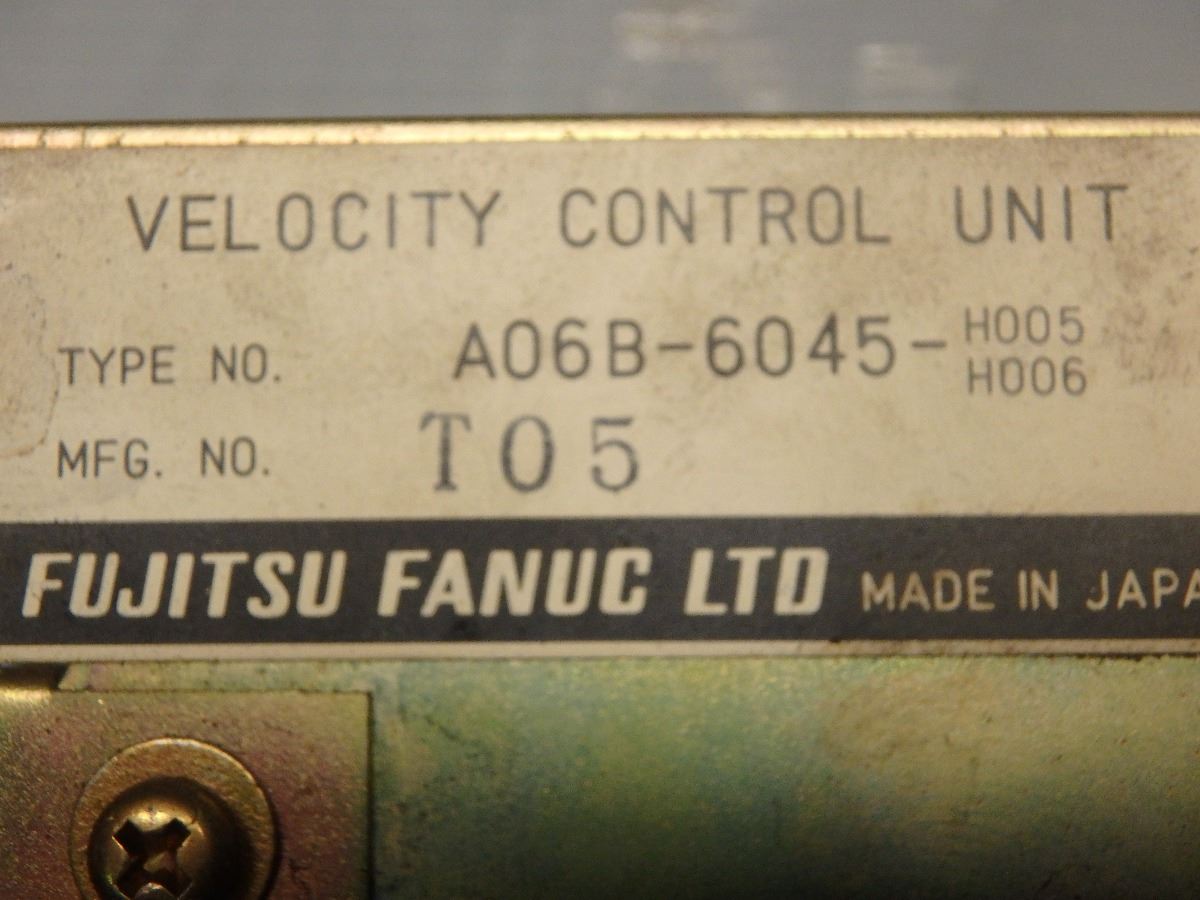 VELOCITY CONTROL UNIT
TYPE NO. A06B-6045-H005
H006
MFG. NO. T05
FUJITSU FANUC LTD MADE IN JAPA